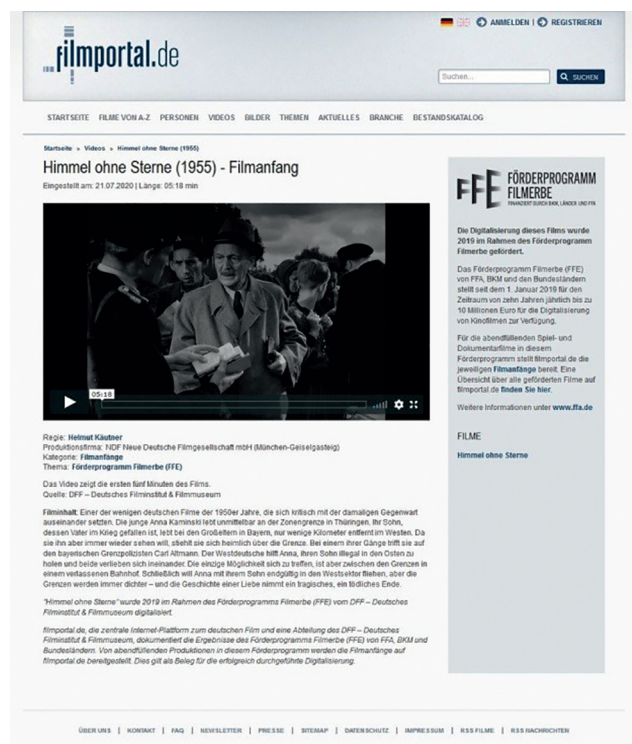 filmportal.de
ANMELDEN | REGISTRIEREN
Suchen...
SUCHEN
STARTSEITE FILME VON A-Z PERSONEN VIDEOS BILDER THEMEN AKTUELLES BRANCHE BESTANDSKATALOG
Startseite » Videos » Himmel ohne Sterne (1955)
Himmel ohne Sterne (1955) - Filmanfang
Eingestellt am: 21.07.2020 | Länge: 05:18 min
05:18
Regie: Helmut Käutner
Produktionsfirma: NDF Neue Deutsche Filmgesellschaft mbH (München-Geiselgasteig)
Kategorie: Filmanfänge
Thema: Förderprogramm Filmerbe (FFE)
Das Video zeigt die ersten fünf Minuten des Films.
Quelle: DFF – Deutsches Filminstitut & Filmmuseum
Filminhalt: Einer der wenigen deutschen Filme der 1950er Jahre, die sich kritisch mit der damaligen Gegenwart
auseinander setzten. Die junge Anna Kaminski lebt unmittelbar an der Zonengrenze in Thüringen. Ihr Sohn,
dessen Vater im Krieg gefallen ist, lebt bei den Großeltern in Bayern, nur wenige Kilometer entfernt im Westen. Da
sie ihn aber immer wieder sehen will, stiehlt sie sich heimlich über die Grenze. Bei einem ihrer Gänge trifft sie auf
den bayerischen Grenzpolizisten Carl Altmann. Der Westdeutsche hilft Anna, ihren Sohn illegal in den Osten zu
holen und beide verlieben sich ineinander. Die einzige Möglichkeit sich zu treffen, ist aber zwischen den Grenzen in
einem verlassenen Bahnhof. Schließlich will Anna mit ihrem Sohn endgültig in den Westsektor fliehen, aber die
Grenzen werden immer dichter – und die Geschichte einer Liebe nimmt ein tragisches, ein tödliches Ende.
"Himmel ohne Sterne" wurde 2019 im Rahmen des Förderprogramms Filmerbe (FFE) vom DFF – Deutsches
Filminstitut & Filmmuseum digitalisiert.
filmportal.de, die zentrale Internet-Plattform zum deutschen Film und eine Abteilung des DFF – Deutsches
Filminstitut & Filmmuseum, dokumentiert die Ergebnisse des Förderprogramms Filmerbe (FFE) von FFA, BKM und
Bundesländern. Von abendfüllenden Produktionen in diesem Förderprogramm werden die Filmanfänge auf
filmportal.de bereitgestellt. Dies gilt als Beleg für die erfolgreich durchgeführte Digitalisierung.
FFE FÖRDERPROGRAMM
FILMERBE
FINANZIERT DURCH BKM, LÄNDER UND FFA
Die Digitalisierung dieses Films wurde
2019 im Rahmen des Förderprogramm
Filmerbe gefördert.
Das Förderprogramm Filmerbe (FFE)
von FFA, BKM und den Bundesländern
stellt seit dem 1. Januar 2019 für den
Zeitraum von zehn Jahren jährlich bis zu
10 Millionen Euro für die Digitalisierung
von Kinofilmen zur Verfügung.
Für die abendfüllenden Spiel- und
Dokumentarfilme in diesem
Förderprogramm stellt filmportal.de die
jeweiligen Filmanfänge bereit. Eine
Übersicht über alle geförderten Filme auf
filmportal.de finden Sie hier.
Weitere Informationen unter www.ffa.de
FILME
Himmel ohne Sterne
ÜBER UNS | KONTAKT | FAQ | NEWSLETTER | PRESSE | SITEMAP | DATENSCHUTZ | IMPRESSUM | RSS FILME | RSS NACHRICHTEN